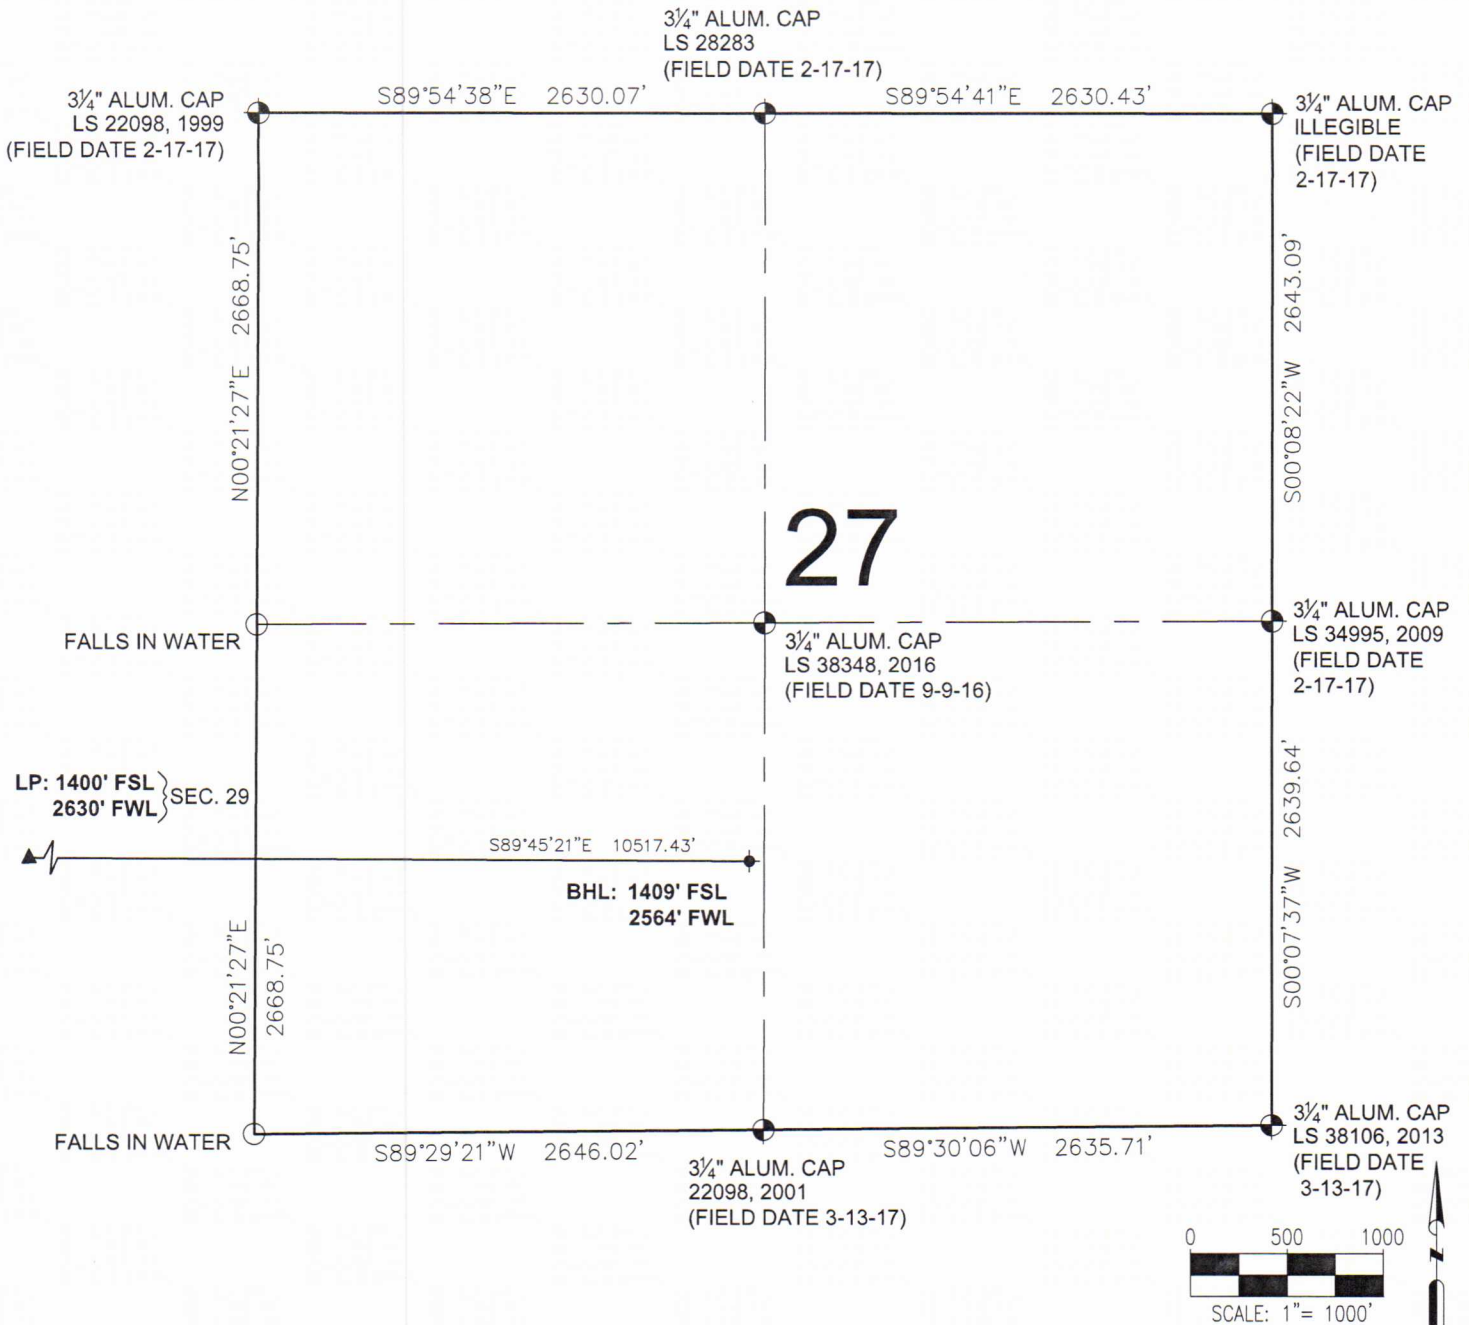 3¼" ALUM. CAP
LS 28283
(FIELD DATE 2-17-17)
3¼" ALUM. CAP
LS 22098, 1999
(FIELD DATE 2-17-17)
S89°54'38"E 2630.07'
S89°54'41"E 2630.43'
3¼" ALUM. CAP
ILLEGIBLE
(FIELD DATE
2-17-17)
N00°21'27"E 2668.75'
S00°08'22"W 2643.09'
27
FALLS IN WATER
3¼" ALUM. CAP
LS 38348, 2016
(FIELD DATE 9-9-16)
3¼" ALUM. CAP
LS 34995, 2009
(FIELD DATE
2-17-17)
LP: 1400' FSL
2630' FWL
SEC. 29
S89°45'21"E 10517.43'
BHL: 1409' FSL
2564' FWL
N00°21'27"E
2668.75'
S00°07'37"W 2639.64'
FALLS IN WATER
S89°29'21"W 2646.02'
S89°30'06"W 2635.71'
3¼" ALUM. CAP
22098, 2001
(FIELD DATE 3-13-17)
3¼" ALUM. CAP
LS 38106, 2013
(FIELD DATE
3-13-17)
0 500 1000
SCALE: 1"= 1000'
N